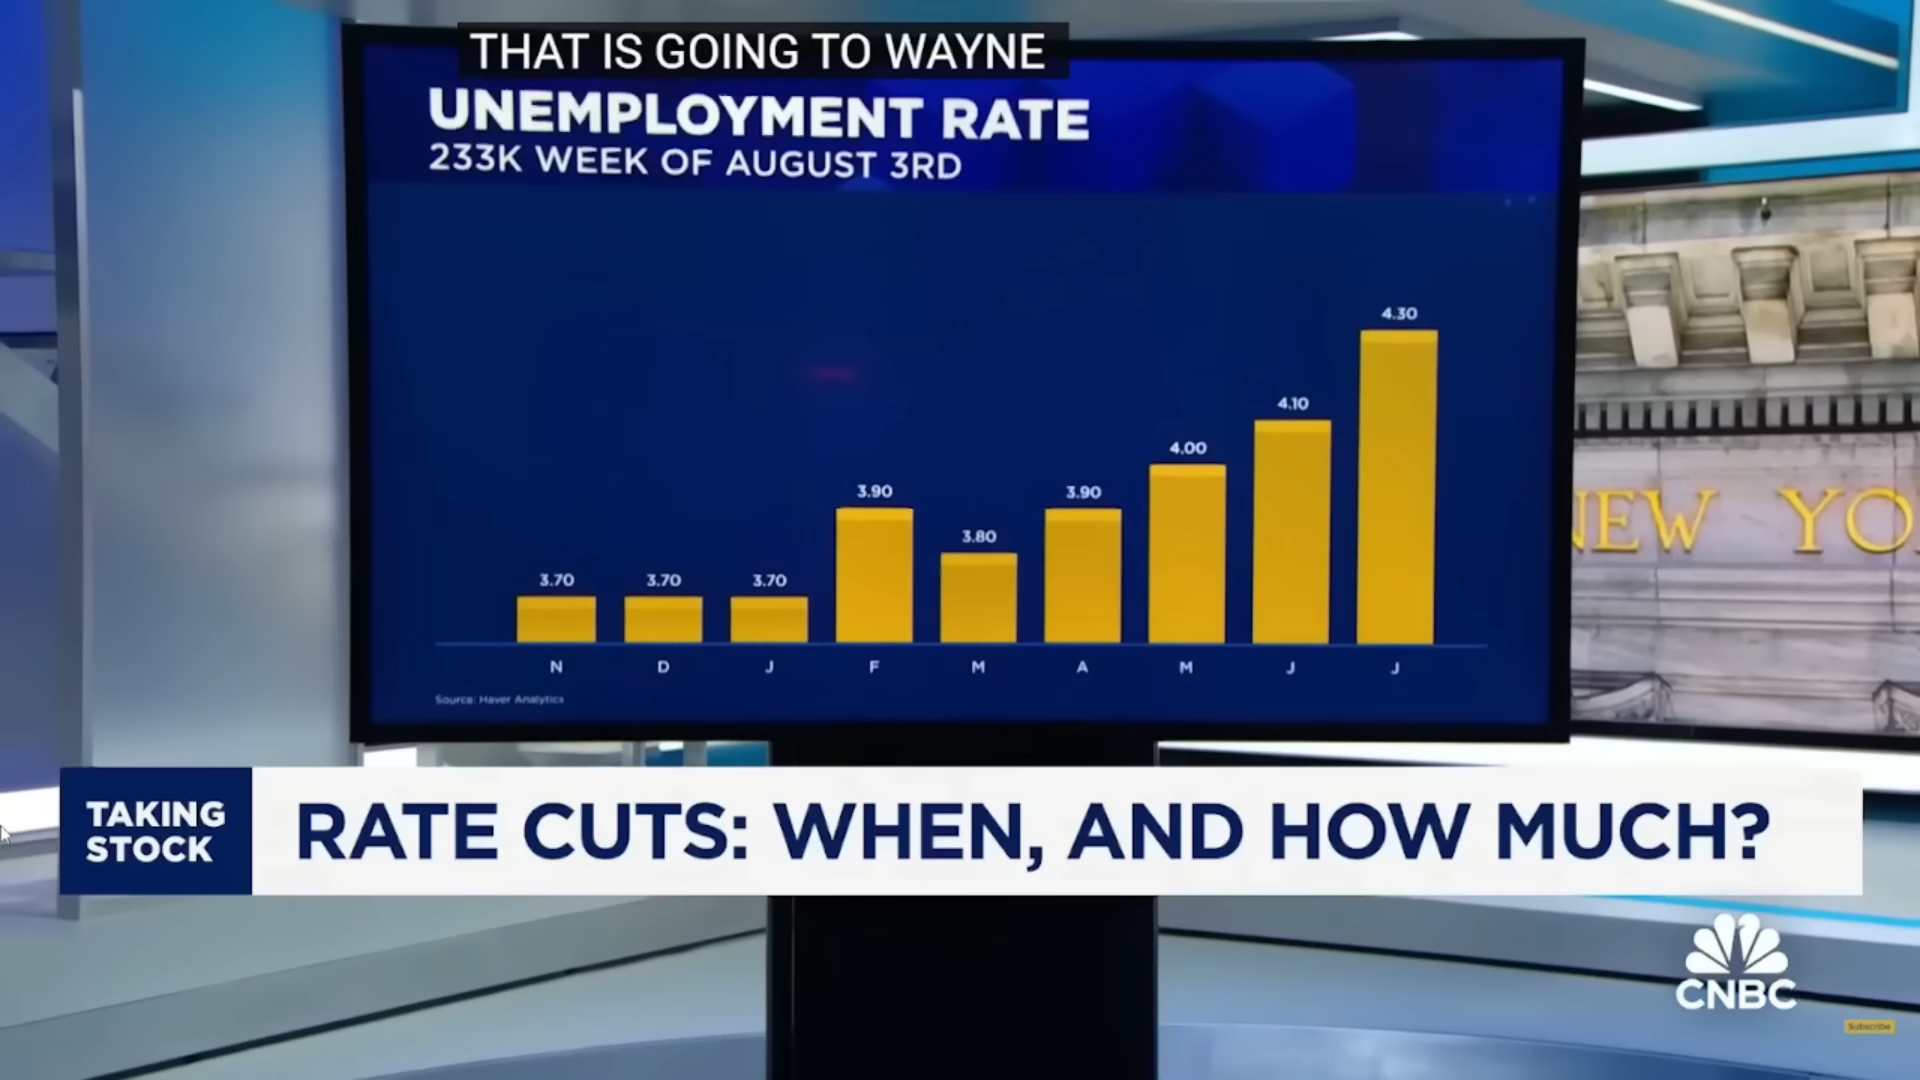 THAT IS GOING TO WAYNE
UNEMPLOYMENT RATE
233K WEEK OF AUGUST 3RD
4.30
4.10
4.00
3.90
3.90
3.80
3.70
3.70
3.70
N D J F M A M J J
Source: Haver Analytics
NEW YO
TAKING
STOCK
RATE CUTS: WHEN, AND HOW MUCH?
CNBC
Subscribe